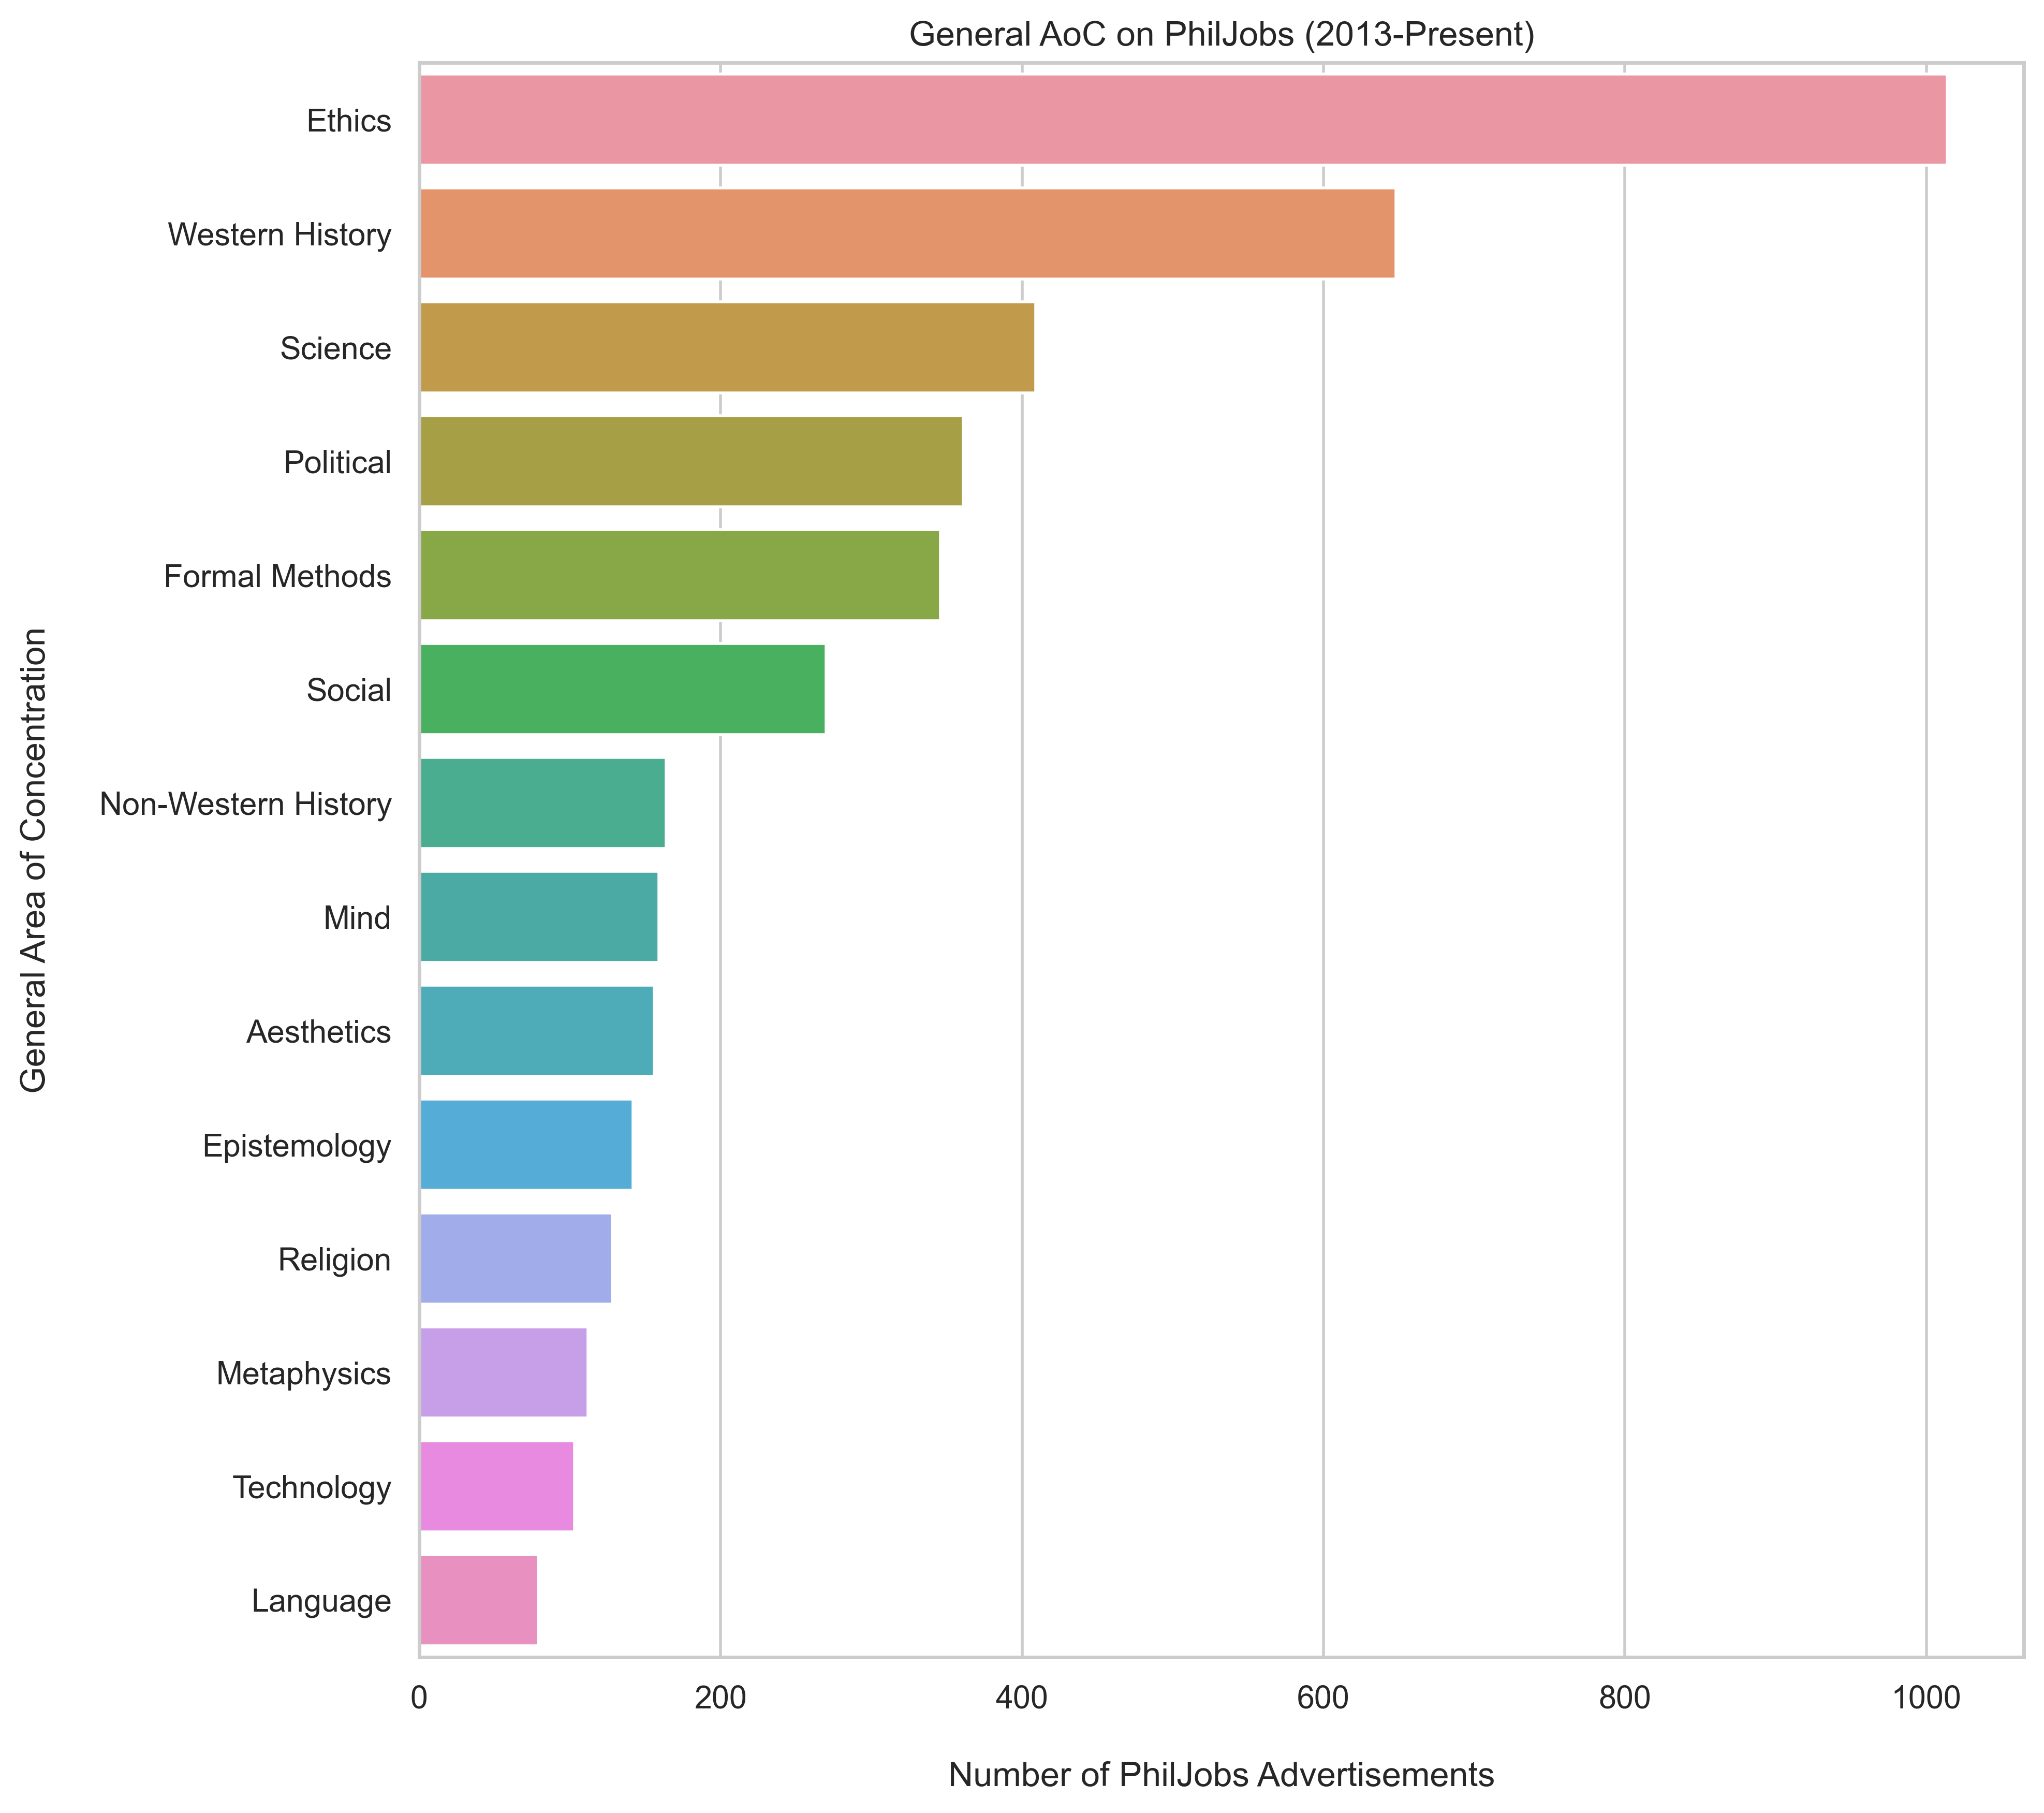 General AoC on PhilJobs (2013-Present)
Ethics
Western History
Science
Political
Formal Methods
Social
Non-Western History
Mind
Aesthetics
Epistemology
Religion
Metaphysics
Technology
Language
General Area of Concentration
0 200 400 600 800 1000
Number of PhilJobs Advertisements